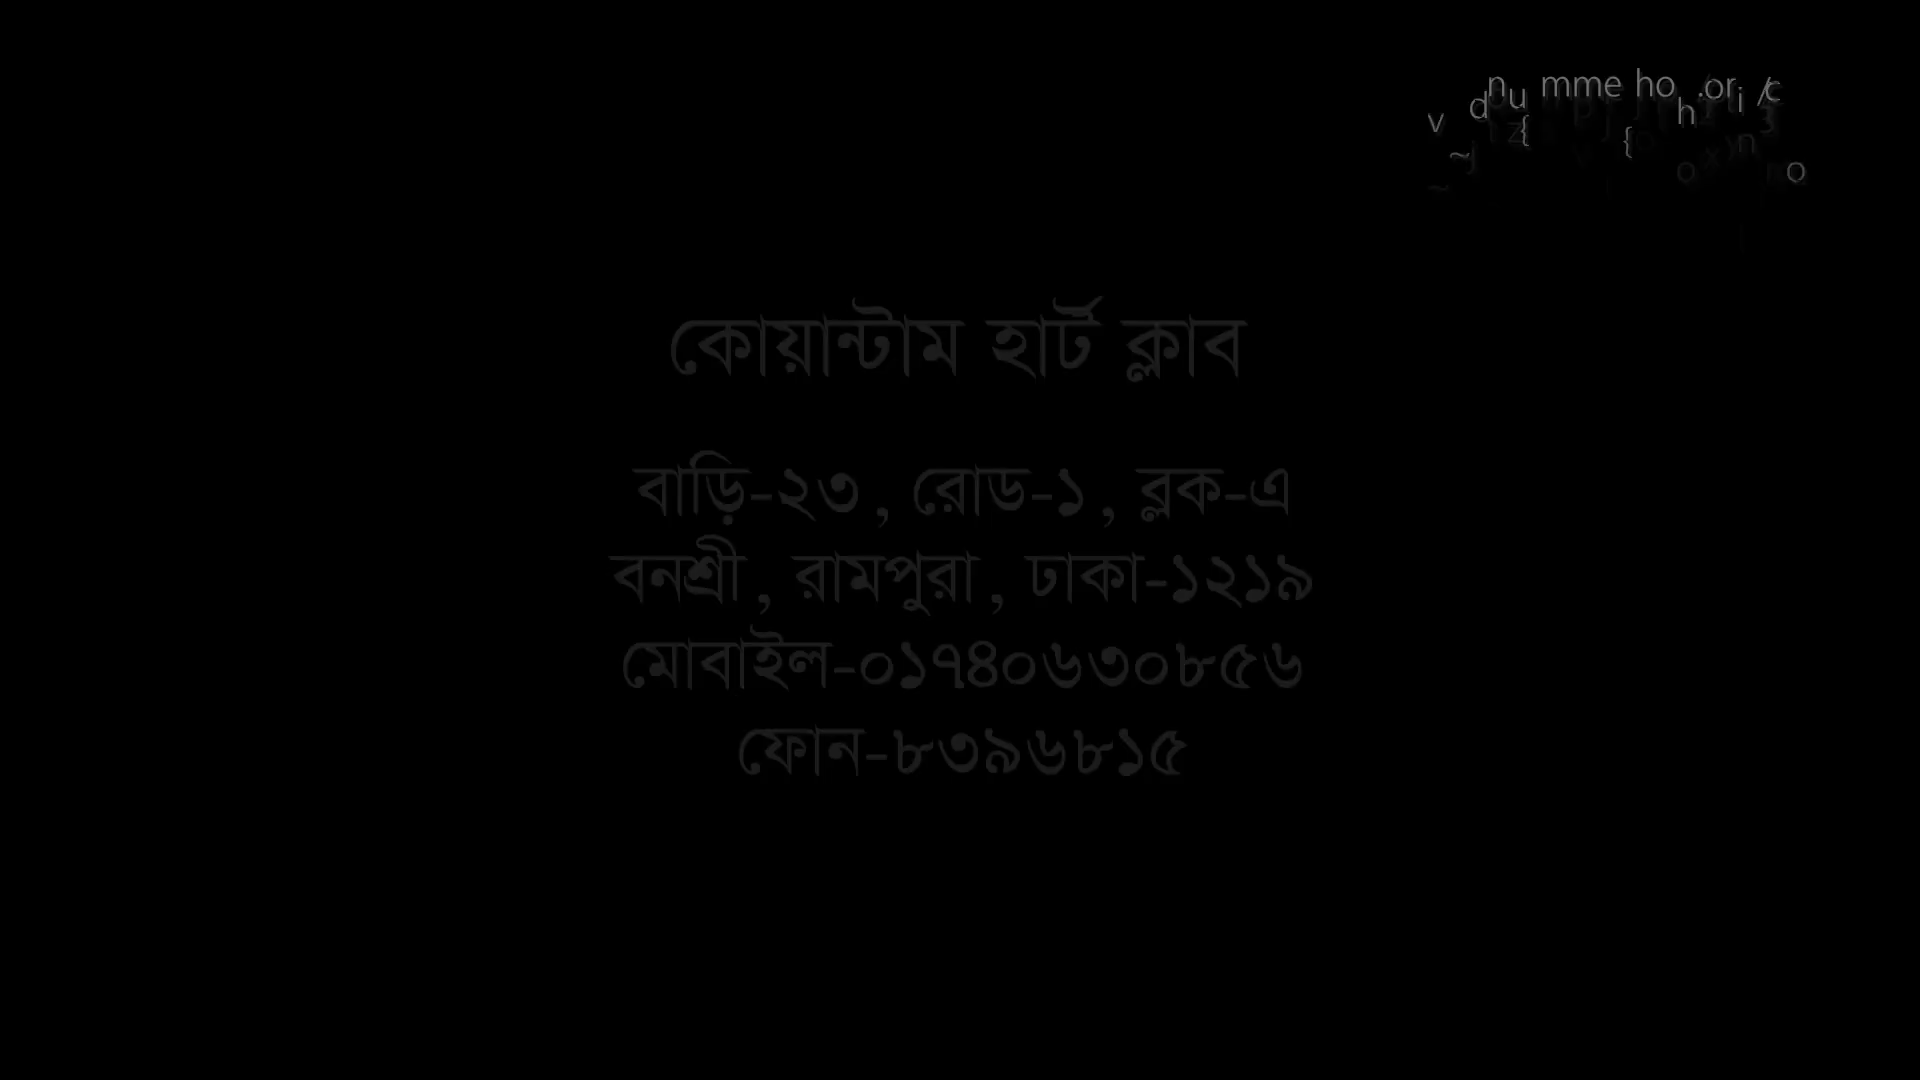 কোয়ান্টাম হার্ট ক্লাব
বাড়ি-২৩, রোড-১, ব্লক-এ
বনশ্রী, রামপুরা, ঢাকা-১২১৯
মোবাইল-০১৭৪০৬৩০৮৫৬
ফোন-৮৩৯৬৮১৫